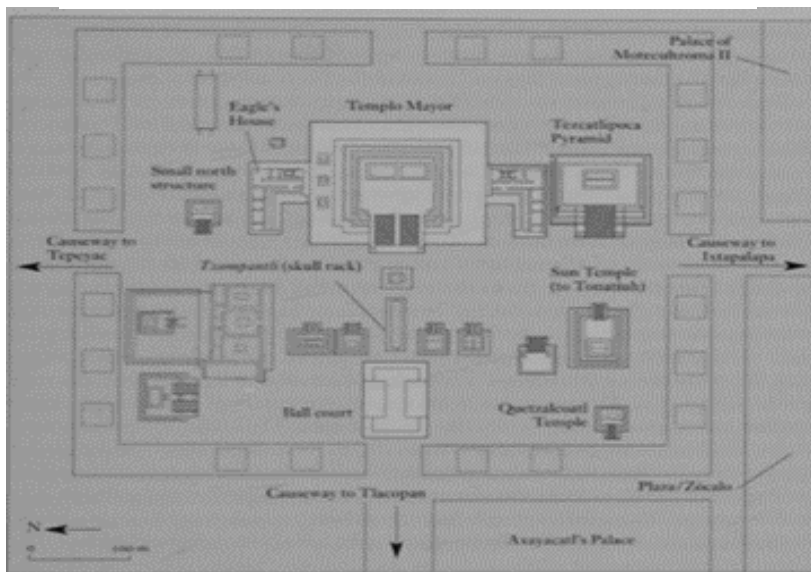 Palace of
Motecuhzoma II
Eagle's
House
Templo Mayor
Tezcatlipoca
Pyramid
Small north
structure
Causeway to
Tepeyac
Tzompantli (skull rack)
Sun Temple
(to Tonatiuh)
Causeway to
Ixtapalapa
Ball court
Quetzalcoatl
Temple
Plaza/Zócalo
Causeway to Tlacopan
N
0
Axayacatl's Palace